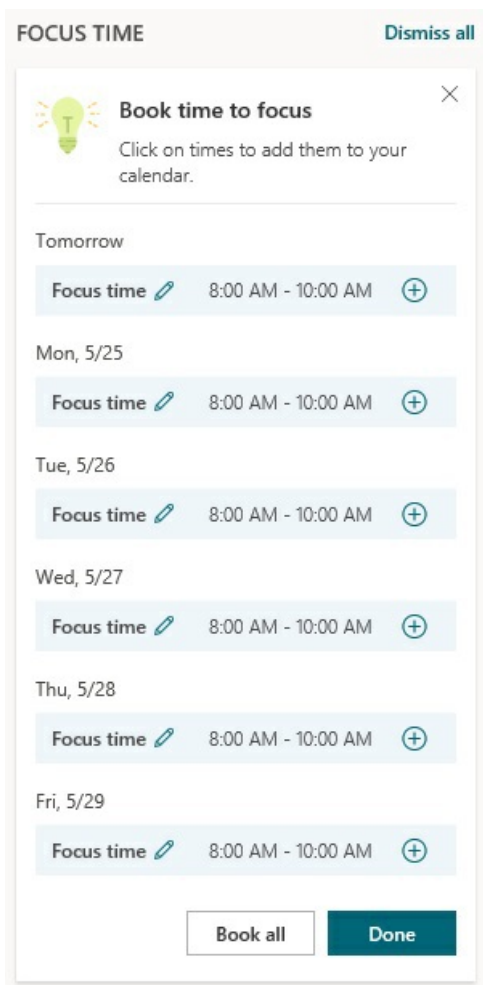 FOCUS TIME Dismiss all
T
Book time to focus
Click on times to add them to your
calendar.
Tomorrow
Focus time 8:00 AM - 10:00 AM
Mon, 5/25
Focus time 8:00 AM - 10:00 AM
Tue, 5/26
Focus time 8:00 AM - 10:00 AM
Wed, 5/27
Focus time 8:00 AM - 10:00 AM
Thu, 5/28
Focus time 8:00 AM - 10:00 AM
Fri, 5/29
Focus time 8:00 AM - 10:00 AM
Book all Done